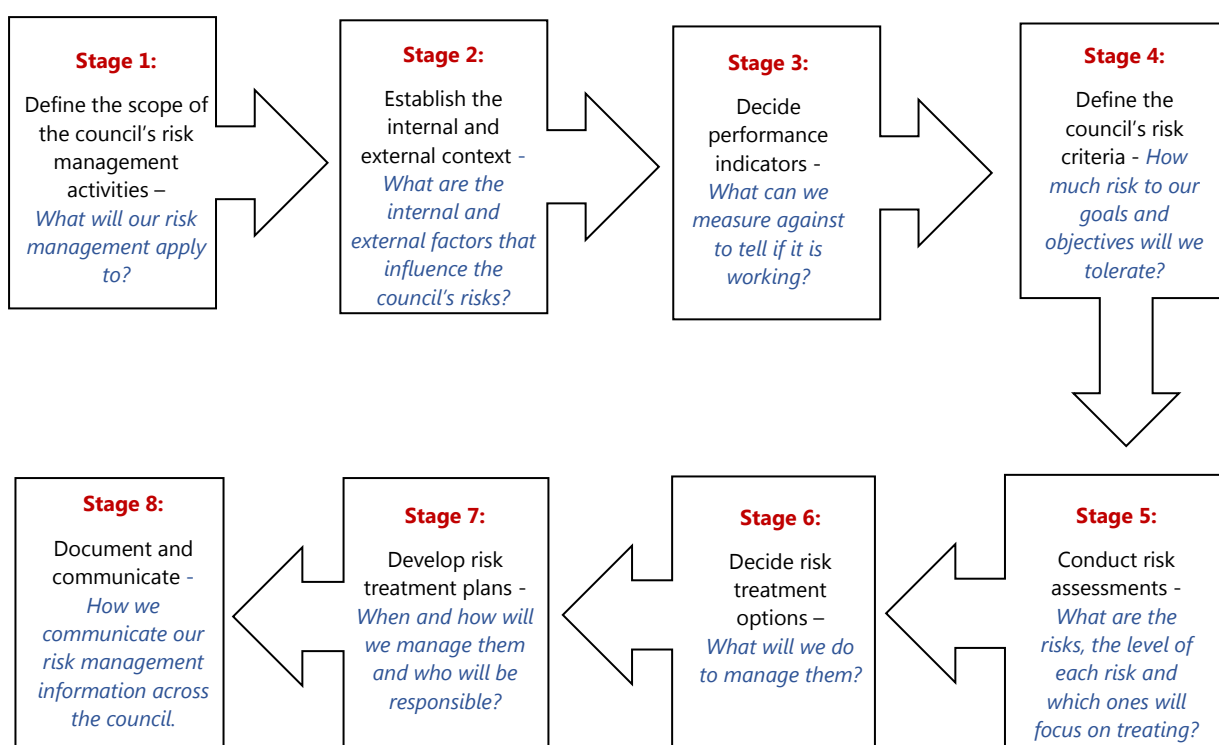 Stage 1:
Define the scope of
the council’s risk
management
activities –
What will our risk
management apply
to?
Stage 2:
Establish the
internal and
external context -
What are the
internal and
external factors that
influence the
council’s risks?
Stage 3:
Decide
performance
indicators -
What can we
measure against
to tell if it is
working?
Stage 4:
Define the
council’s risk
criteria - How
much risk to our
goals and
objectives will we
tolerate?
Stage 5:
Conduct risk
assessments -
What are the
risks, the level of
each risk and
which ones will
focus on treating?
Stage 6:
Decide risk
treatment
options –
What will we do
to manage them?
Stage 7:
Develop risk
treatment plans -
When and how will
we manage them
and who will be
responsible?
Stage 8:
Document and
communicate -
How we
communicate our
risk management
information across
the council.